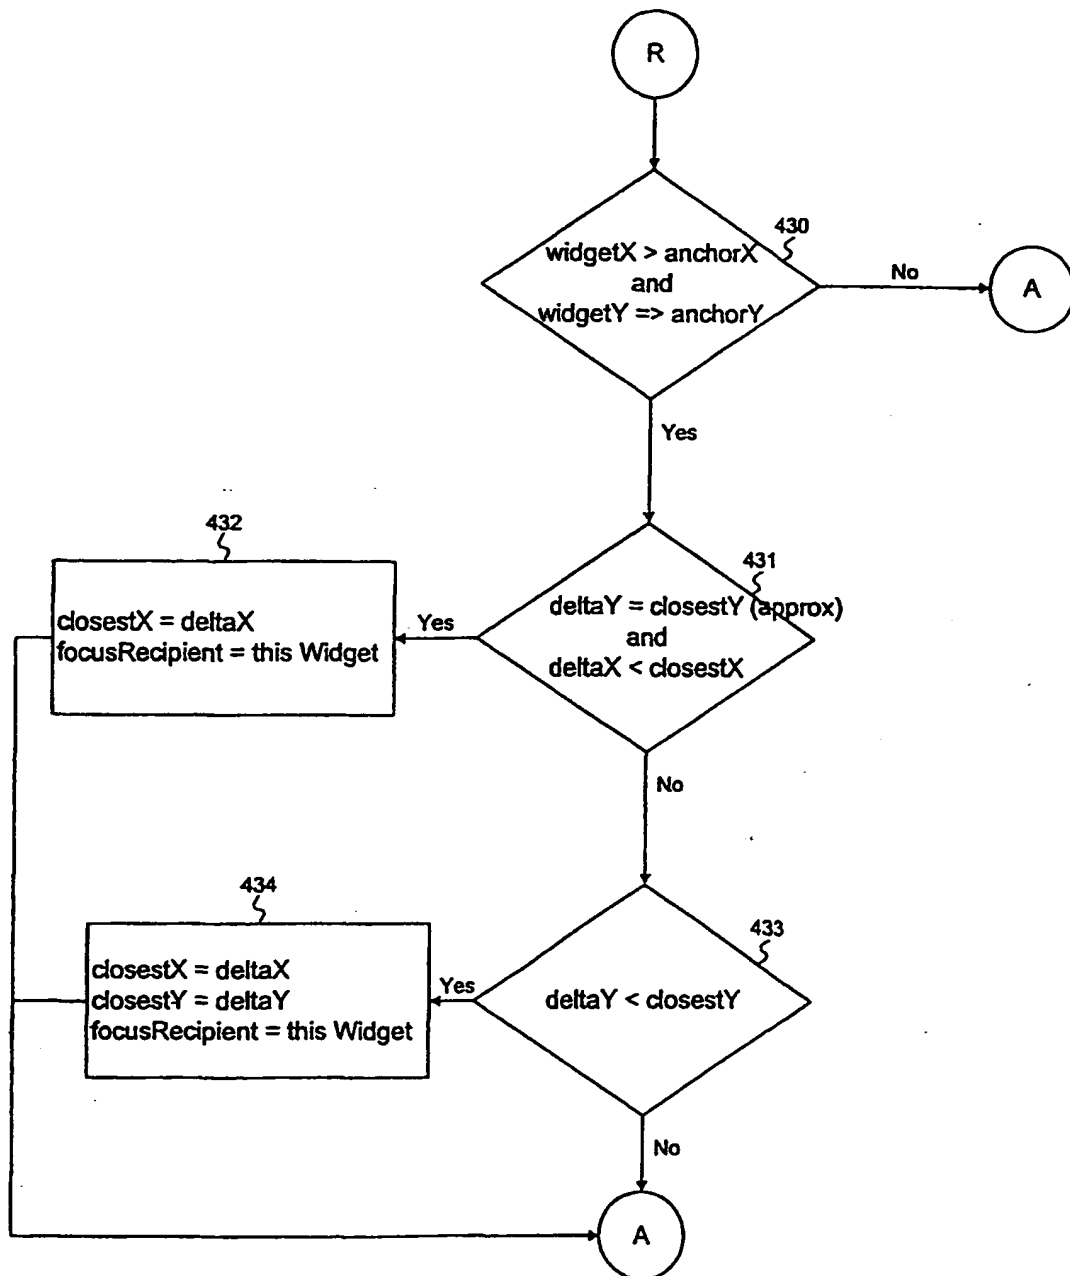 R
430
widgetX > anchorX
and
widgetY => anchorY
No
A
Yes
432
closestX = deltaX
focusRecipient = this Widget
Yes
431
deltaY = closestY (approx)
and
deltaX < closestX
No
434
closestX = deltaX
closestY = deltaY
focusRecipient = this Widget
Yes
433
deltaY < closestY
No
A